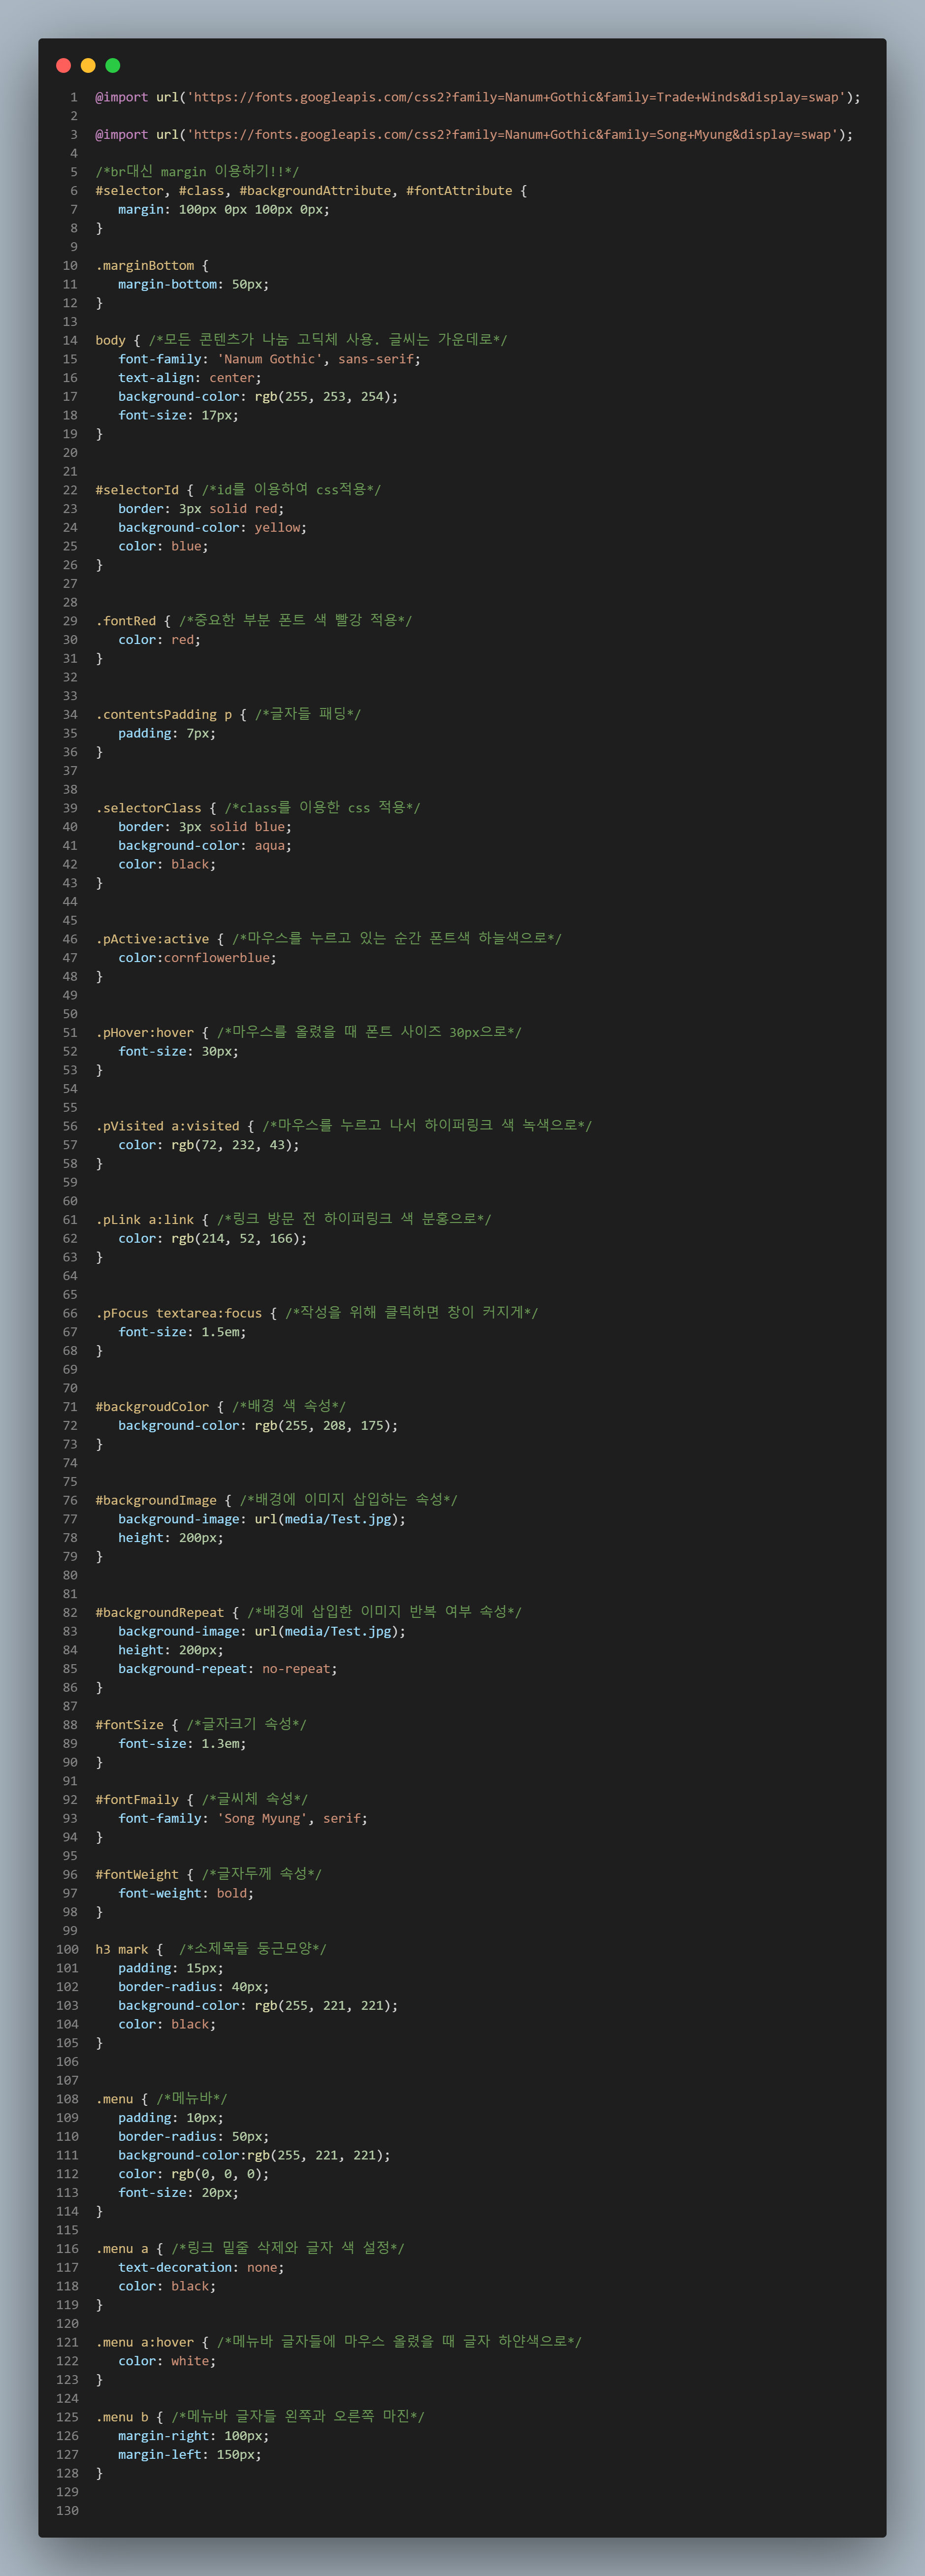 1 @import url('https://fonts.googleapis.com/css2?family=Nanum+Gothic&family=Trade+Winds&display=swap');
2
3 @import url('https://fonts.googleapis.com/css2?family=Nanum+Gothic&family=Song+Myung&display=swap');
4
5 /*br대신 margin 이용하기!!*/
6 #selector, #class, #backgroundAttribute, #fontAttribute {
7 margin: 100px 0px 100px 0px;
8 }
9
10 .marginBottom {
11 margin-bottom: 50px;
12 }
13
14 body { /*모든 콘텐츠가 나눔 고딕체 사용. 글씨는 가운데로*/
15 font-family: 'Nanum Gothic', sans-serif;
16 text-align: center;
17 background-color: rgb(255, 253, 254);
18 font-size: 17px;
19 }
20
21
22 #selectorId { /*id를 이용하여 css적용*/
23 border: 3px solid red;
24 background-color: yellow;
25 color: blue;
26 }
27
28
29 .fontRed { /*중요한 부분 폰트 색 빨강 적용*/
30 color: red;
31 }
32
33
34 .contentsPadding p { /*글자들 패딩*/
35 padding: 7px;
36 }
37
38
39 .selectorClass { /*class를 이용한 css 적용*/
40 border: 3px solid blue;
41 background-color: aqua;
42 color: black;
43 }
44
45
46 .pActive:active { /*마우스를 누르고 있는 순간 폰트색 하늘색으로*/
47 color:cornflowerblue;
48 }
49
50
51 .pHover:hover { /*마우스를 올렸을 때 폰트 사이즈 30px으로*/
52 font-size: 30px;
53 }
54
55
56 .pVisited a:visited { /*마우스를 누르고 나서 하이퍼링크 색 녹색으로*/
57 color: rgb(72, 232, 43);
58 }
59
60
61 .pLink a:link { /*링크 방문 전 하이퍼링크 색 분홍으로*/
62 color: rgb(214, 52, 166);
63 }
64
65
66 .pFocus textarea:focus { /*작성을 위해 클릭하면 창이 커지게*/
67 font-size: 1.5em;
68 }
69
70
71 #backgroudColor { /*배경 색 속성*/
72 background-color: rgb(255, 208, 175);
73 }
74
75
76 #backgroundImage { /*배경에 이미지 삽입하는 속성*/
77 background-image: url(media/Test.jpg);
78 height: 200px;
79 }
80
81
82 #backgroundRepeat { /*배경에 삽입한 이미지 반복 여부 속성*/
83 background-image: url(media/Test.jpg);
84 height: 200px;
85 background-repeat: no-repeat;
86 }
87
88 #fontSize { /*글자크기 속성*/
89 font-size: 1.3em;
90 }
91
92 #fontFmaily { /*글씨체 속성*/
93 font-family: 'Song Myung', serif;
94 }
95
96 #fontWeight { /*글자두께 속성*/
97 font-weight: bold;
98 }
99
100 h3 mark {  /*소제목들 둥근모양*/
101 padding: 15px;
102 border-radius: 40px;
103 background-color: rgb(255, 221, 221);
104 color: black;
105 }
106
107
108 .menu { /*메뉴바*/
109 padding: 10px;
110 border-radius: 50px;
111 background-color:rgb(255, 221, 221);
112 color: rgb(0, 0, 0);
113 font-size: 20px;
114 }
115
116 .menu a { /*링크 밑줄 삭제와 글자 색 설정*/
117 text-decoration: none;
118 color: black;
119 }
120
121 .menu a:hover { /*메뉴바 글자들에 마우스 올렸을 때 글자 하얀색으로*/
122 color: white;
123 }
124
125 .menu b { /*메뉴바 글자들 왼쪽과 오른쪽 마진*/
126 margin-right: 100px;
127 margin-left: 150px;
128 }
129
130